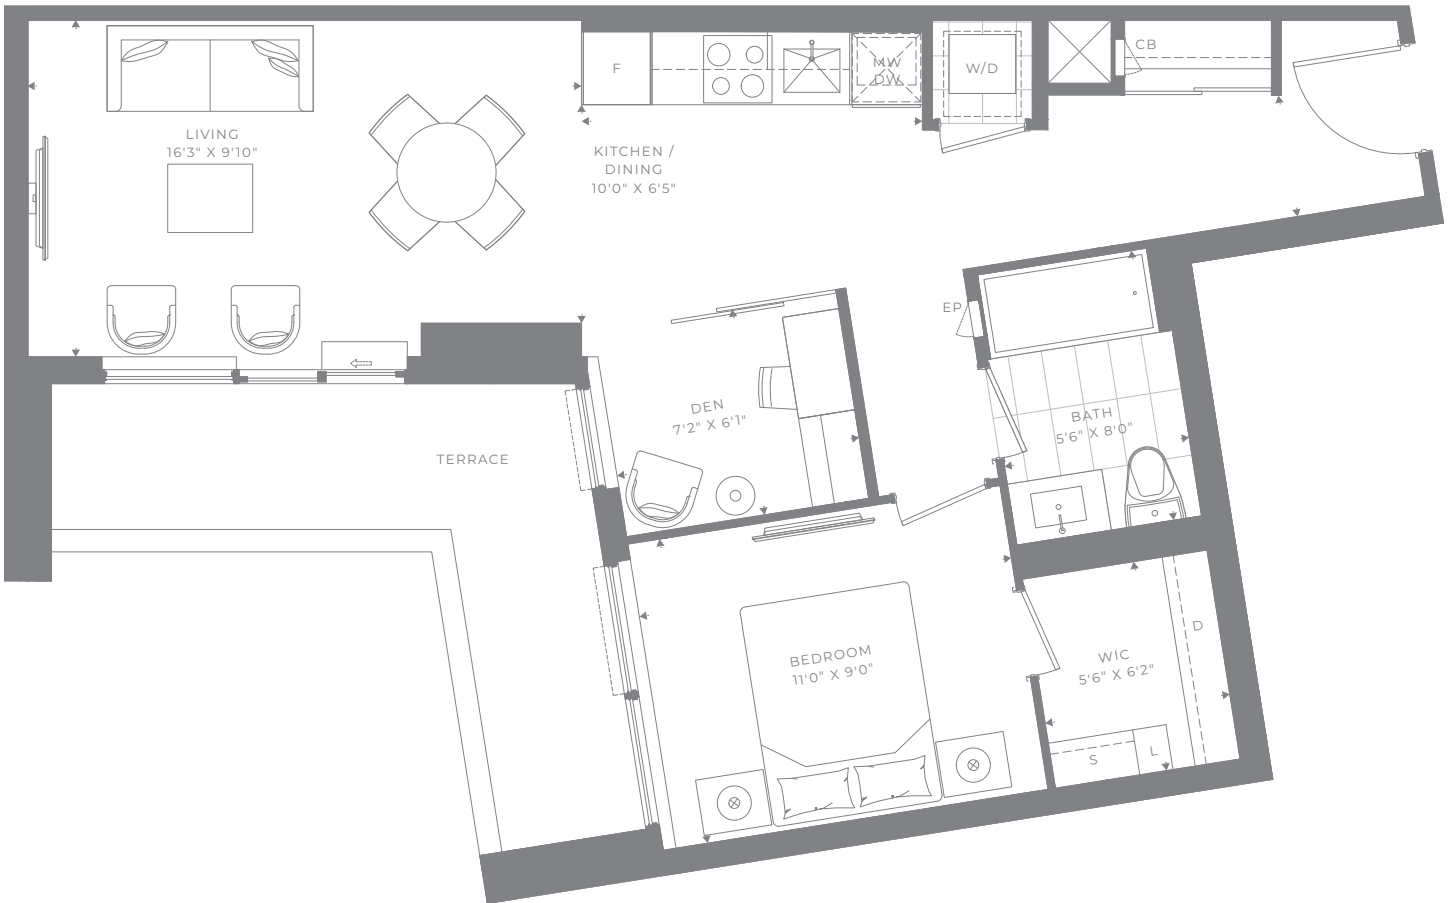 LIVING
16'3" X 9'10"
F
MW
DW
W/D
CB
KITCHEN /
DINING
10'0" X 6'5"
EP
DEN
7'2" X 6'1"
BATH
5'6" X 8'0"
TERRACE
BEDROOM
11'0" X 9'0"
WIC
5'6" X 6'2"
D
S
L